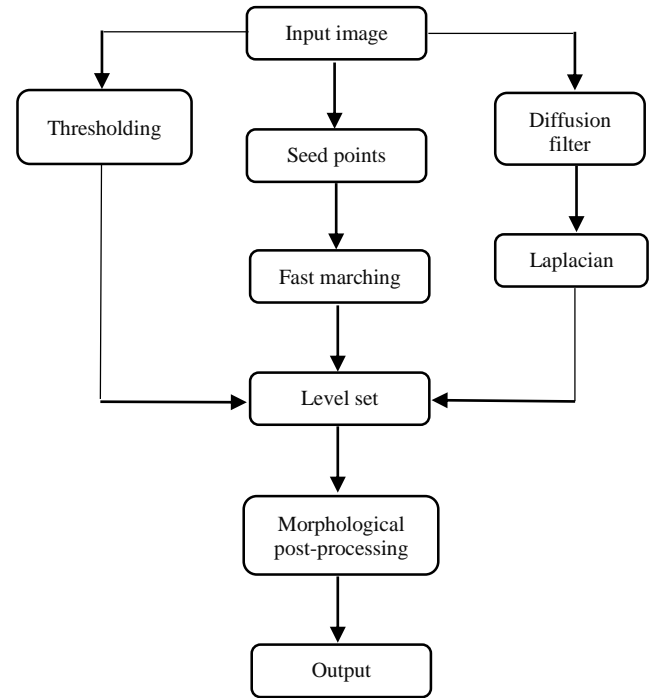 Input image
Thresholding
Seed points
Diffusion
filter
Fast marching
Laplacian
Level set
Morphological
post-processing
Output